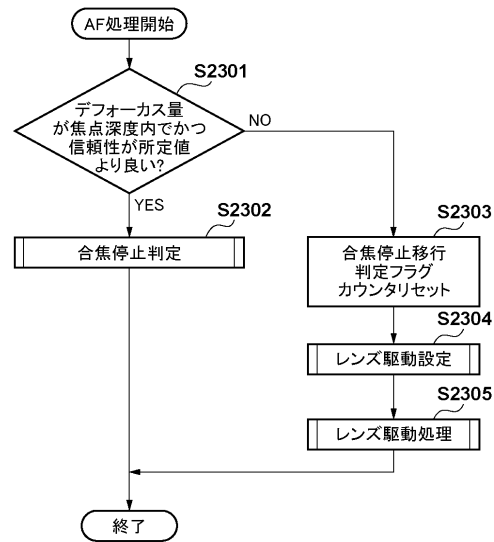 AF処理開始
S2301
デフォーカス量
が焦点深度内でかつ
信頼性が所定値
より良い?
NO
YES
S2302
合焦停止判定
S2303
合焦停止移行
判定フラグ
カウンタリセット
S2304
レンズ駆動設定
S2305
レンズ駆動処理
終了